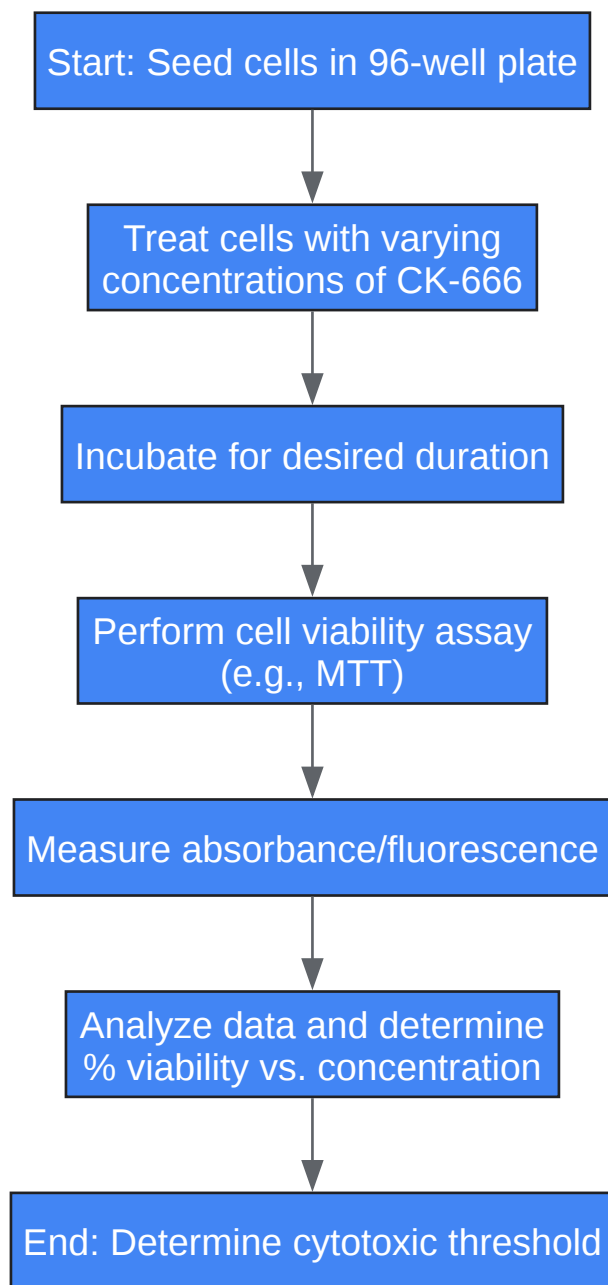 Start: Seed cells in 96-well plate
Treat cells with varying
concentrations of CK-666
Incubate for desired duration
Perform cell viability assay
(e.g., MTT)
Measure absorbance/fluorescence
Analyze data and determine
% viability vs. concentration
End: Determine cytotoxic threshold